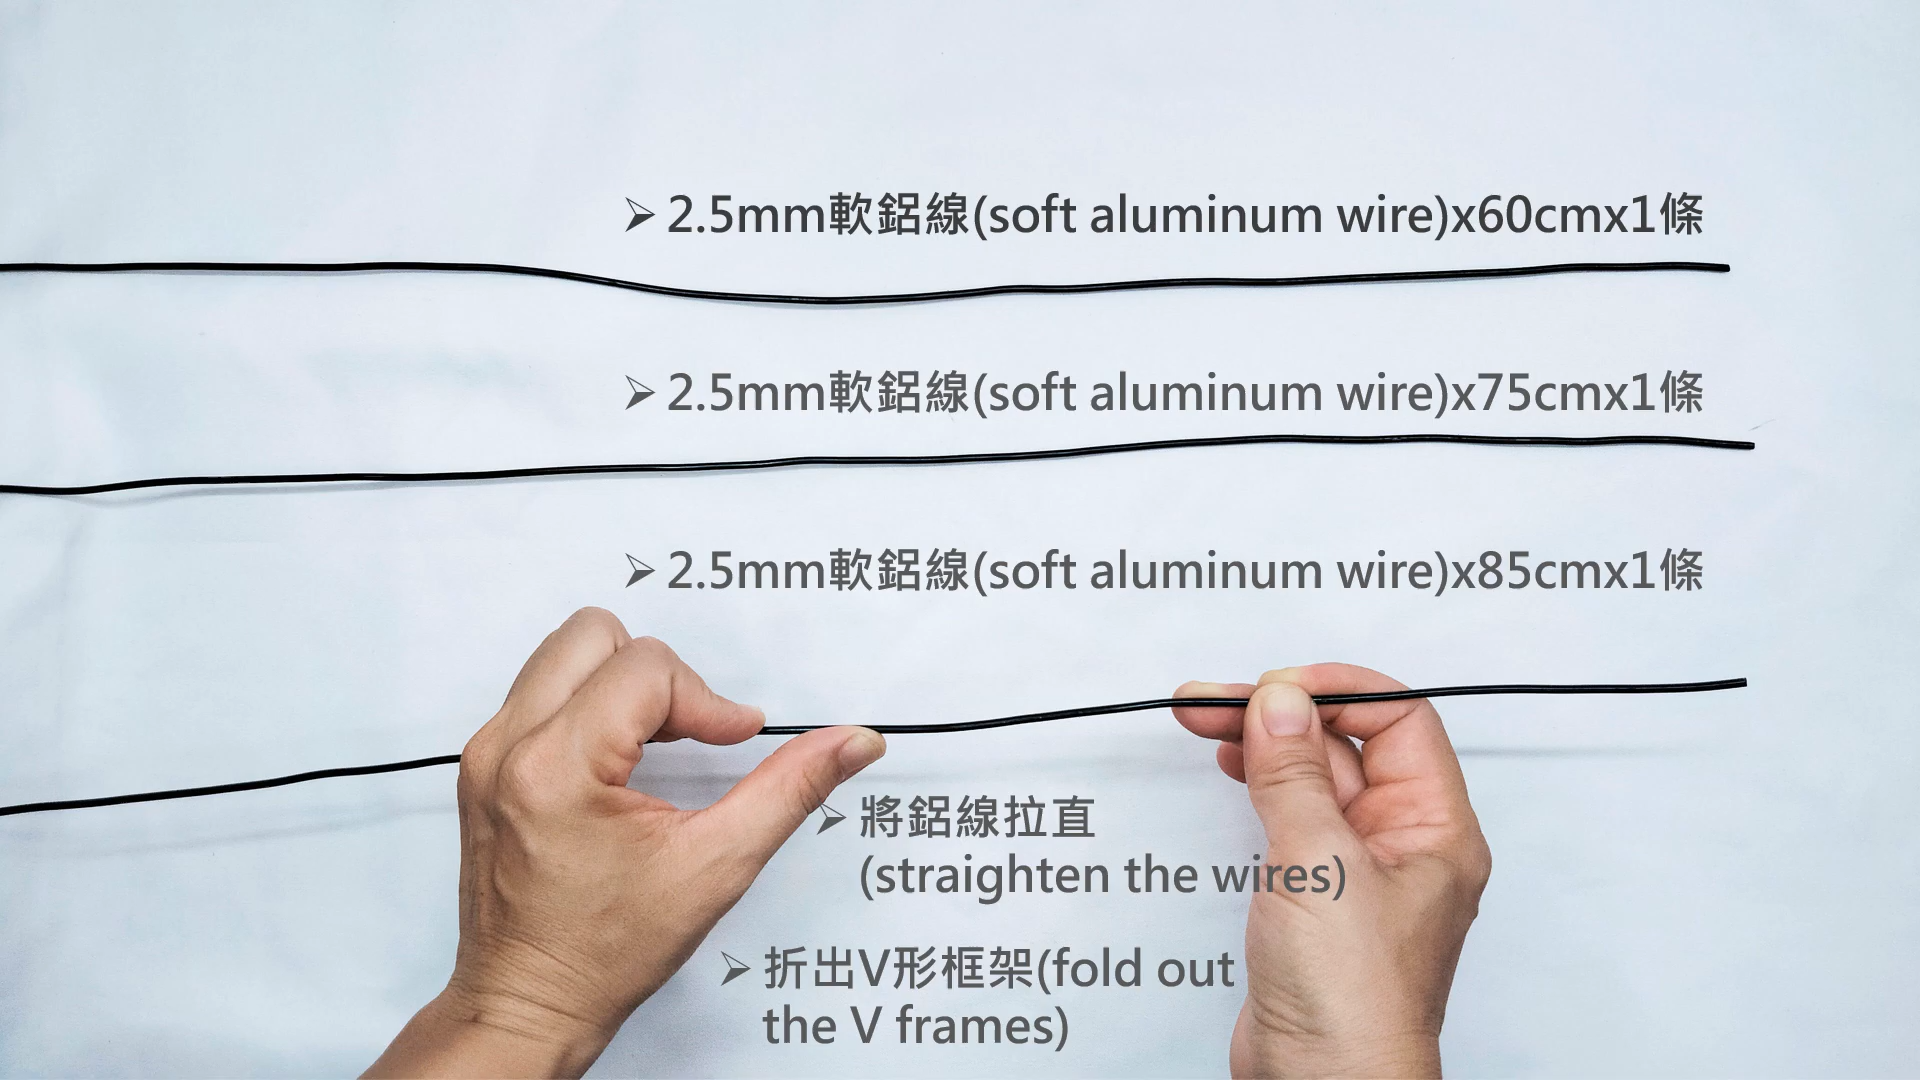 ➢ 2.5mm軟鋁線(soft aluminum wire)x60cmx1條
➢ 2.5mm軟鋁線(soft aluminum wire)x75cmx1條
➢ 2.5mm軟鋁線(soft aluminum wire)x85cmx1條
➢ 將鋁線拉直
(straighten the wires)
➢ 折出V形框架(fold out
the V frames)